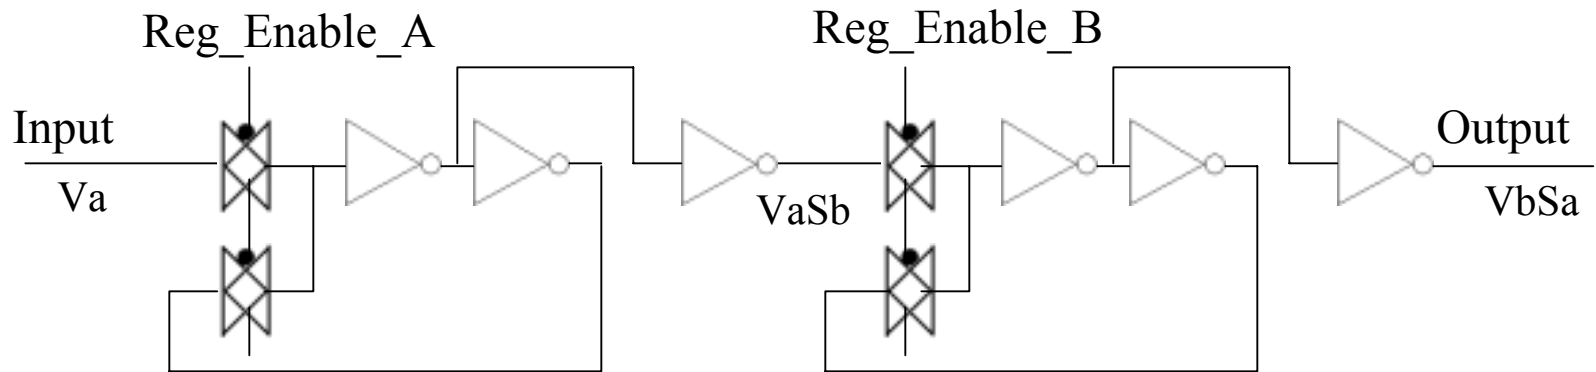 Reg_Enable_A
Reg_Enable_B
Input
Output
Va
VaSb
VbSa